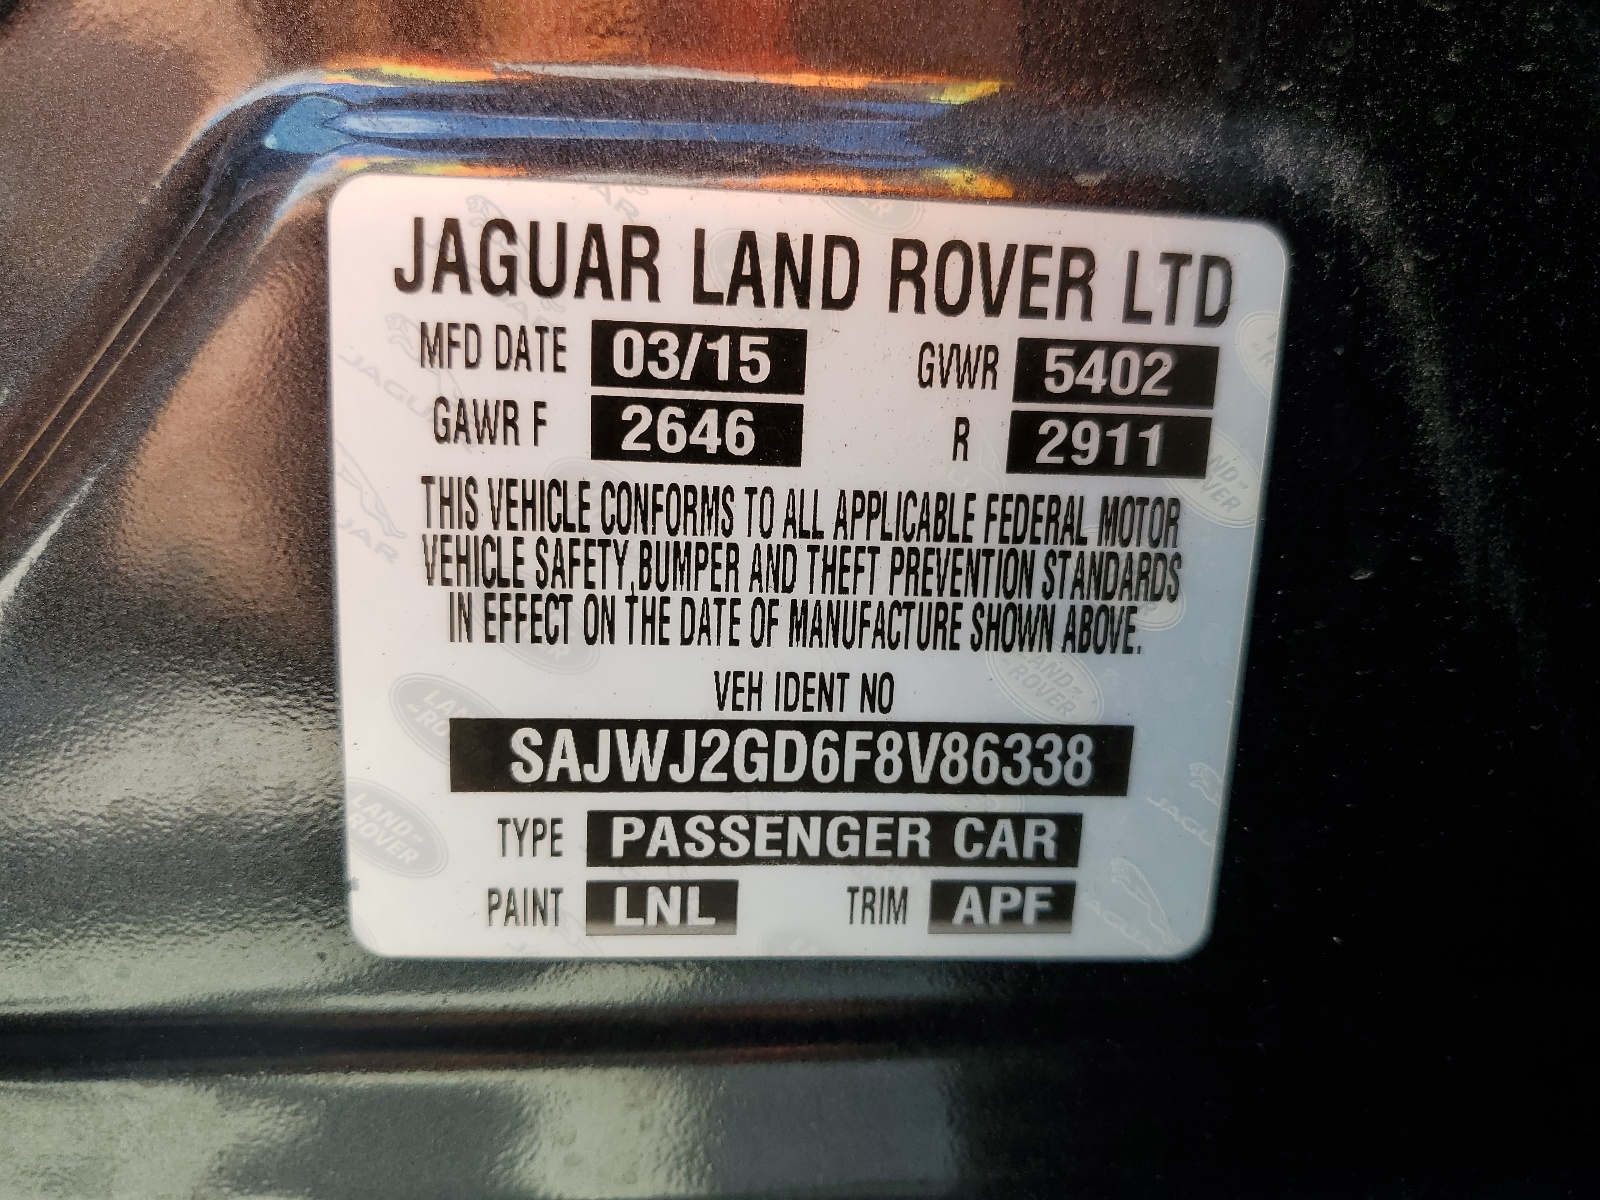 JAGUAR LAND ROVER LTD
MFD DATE 03/15 GVWR 5402
GAWR F 2646 R 2911
THIS VEHICLE CONFORMS TO ALL APPLICABLE FEDERAL MOTOR
VEHICLE SAFETY, BUMPER AND THEFT PREVENTION STANDARDS
IN EFFECT ON THE DATE OF MANUFACTURE SHOWN ABOVE.
VEH IDENT NO
SAJWJ2GD6F8V86338
TYPE PASSENGER CAR
PAINT LNL TRIM APF